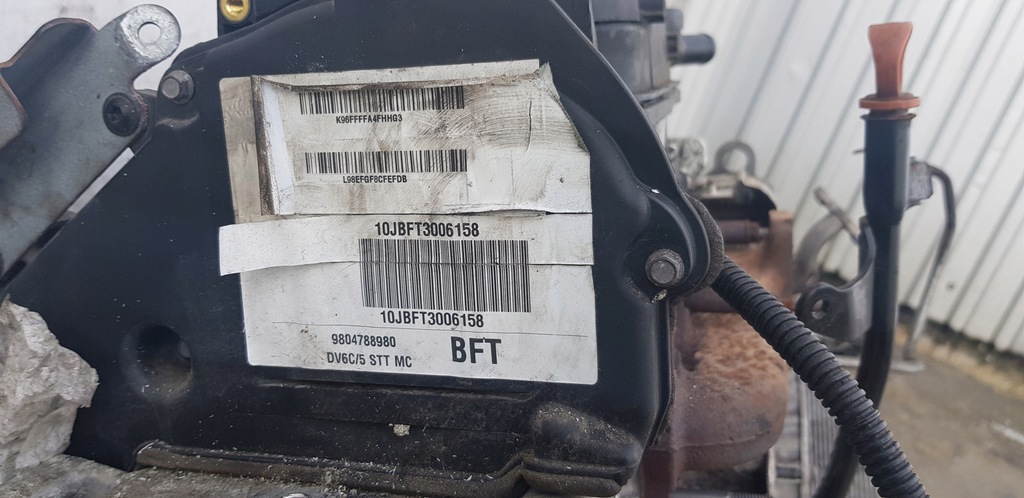 K96FFFFA4FHHG3
L98EFGF8CFEFDB
10JBFT3006158
10JBFT3006158
9804788980
DV6C/5 STT MC
BFT